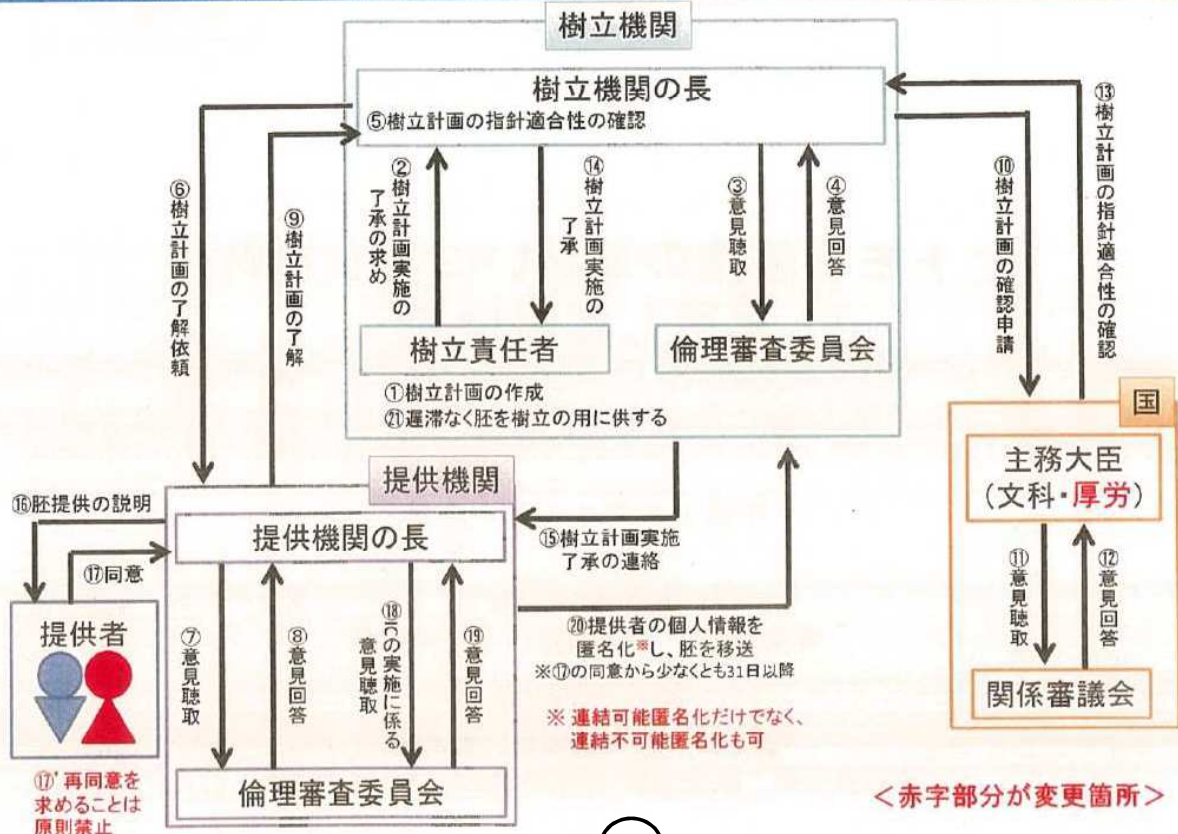 樹立機関
樹立機関の長
⑤樹立計画の指針適合性の確認
②樹立計画実施の
了承の求め
⑭樹立計画実施の
了承
③意見聴取
④意見回答
樹立責任者
倫理審査委員会
①樹立計画の作成
㉑遅滞なく胚を樹立の用に供する
⑥樹立計画の了解依頼
⑨樹立計画の了解
⑩樹立計画の確認申請
⑬樹立計画の指針適合性の確認
国
主務大臣
(文科・厚労)
⑪意見聴取
⑫意見回答
関係審議会
提供機関
提供機関の長
⑮樹立計画実施
了承の連絡
⑯胚提供の説明
⑰同意
提供者
⑦意見聴取
⑧意見回答
⑱ICの実施に係る
意見聴取
⑲意見回答
倫理審査委員会
⑳提供者の個人情報を
匿名化※し、胚を移送
※⑰の同意から少なくとも31日以降
※ 連結可能匿名化だけでなく、
連結不可能匿名化も可
⑰’再同意を
求めることは
原則禁止
＜赤字部分が変更箇所＞